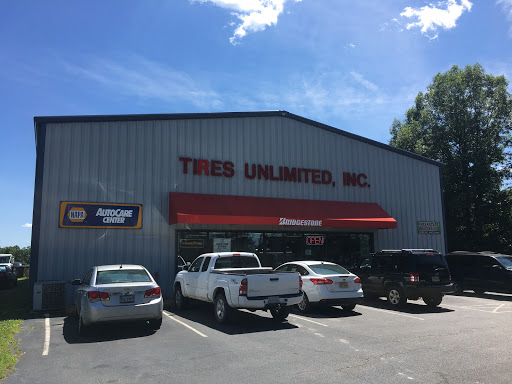 TIRES UNLIMITED, INC.
NAPA
AUTOCARE
CENTER
BRIDGESTONE
OPEN